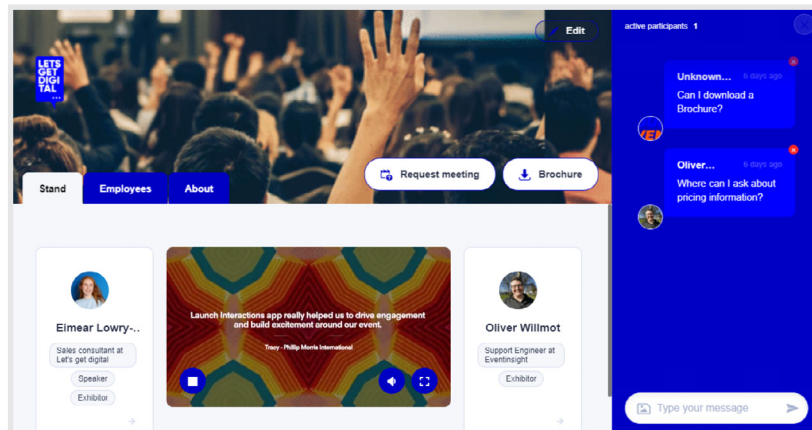 Edit
LETS
GET
DIGI
TAL
...
Request meeting
Brochure
Stand
Employees
About
Eimear Lowry-..
Sales consultant at
Let's get digital
Speaker
Exhibitor
Launch Interactions app really helped us to drive engagement
and build excitement around our event.
Tracy - Phillip Morris International
Oliver Willmot
Support Engineer at
Eventinsight
Exhibitor
active participants 1
Unknown... 6 days ago
Can I download a
Brochure?
Oliver... 6 days ago
Where can I ask about
pricing information?
Type your message